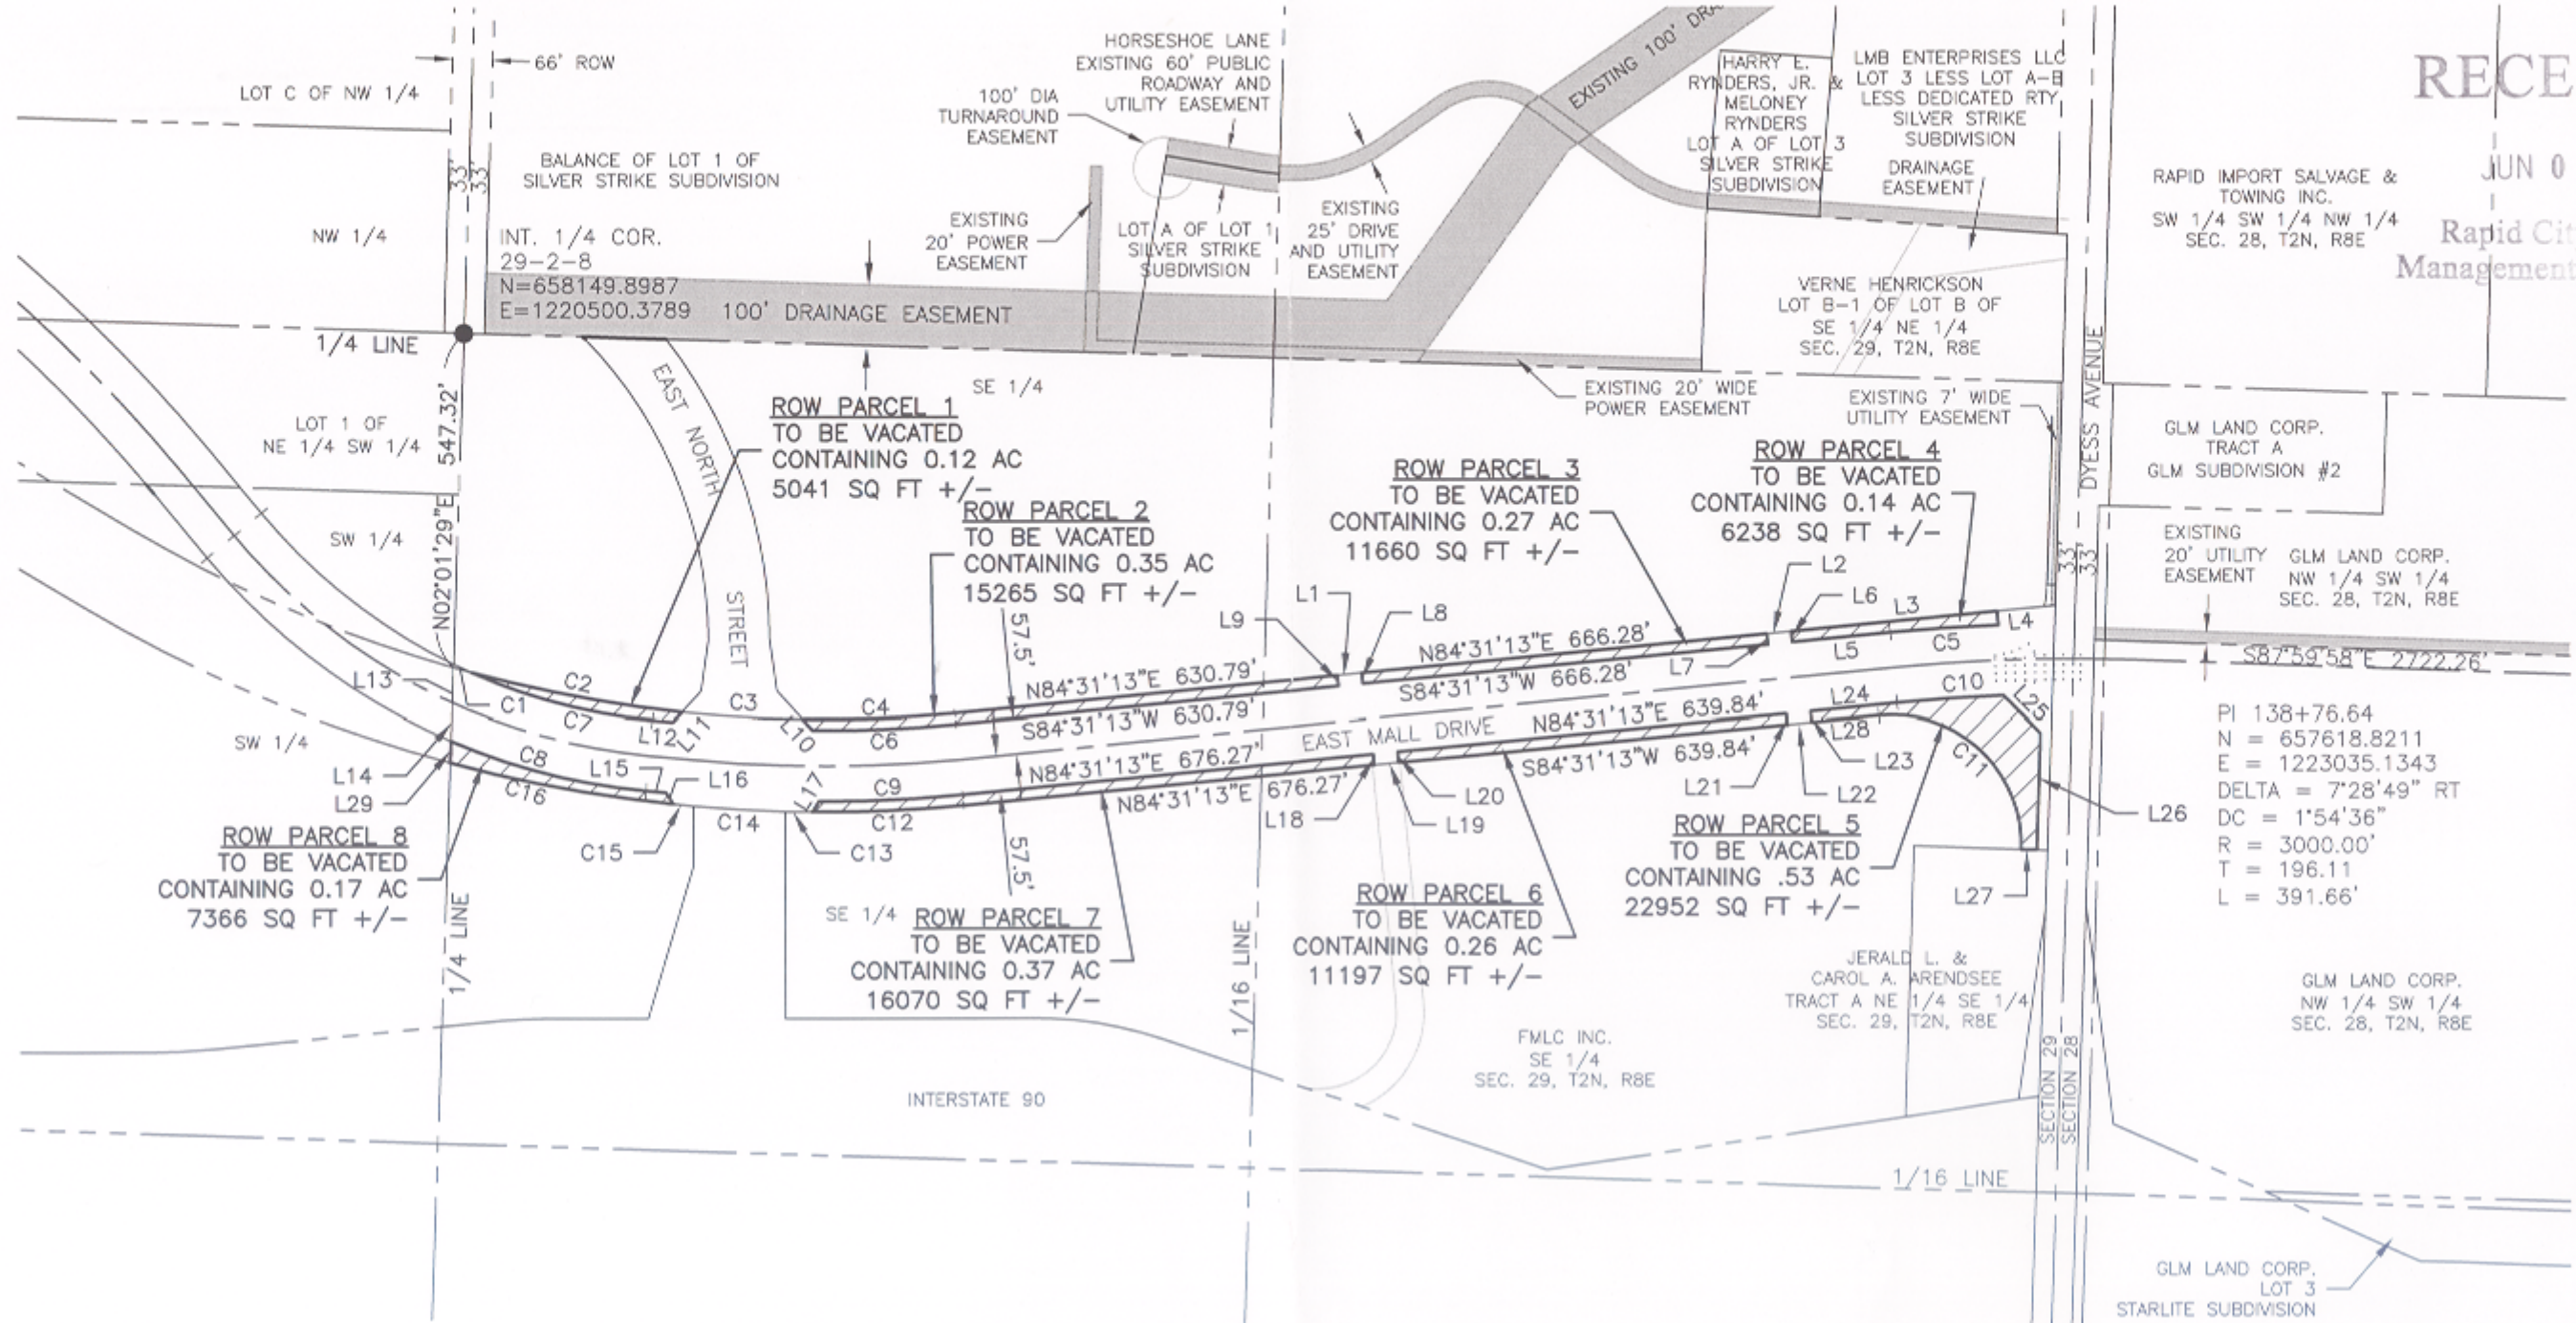 66' ROW
LOT C OF NW 1/4
33'
33'
BALANCE OF LOT 1 OF
SILVER STRIKE SUBDIVISION
NW 1/4
INT. 1/4 COR.
29-2-8
N=658149.8987
E=1220500.3789
100' DRAINAGE EASEMENT
1/4 LINE
HORSESHOE LANE
EXISTING 60' PUBLIC
ROADWAY AND
UTILITY EASEMENT
100' DIA
TURNAROUND
EASEMENT
EXISTING
20' POWER
EASEMENT
LOT A OF LOT 1
SILVER STRIKE
SUBDIVISION
EXISTING
25' DRIVE
AND UTILITY
EASEMENT
EXISTING 100' DRA
HARRY E.
RYNDERS, JR. &
MELONEY
RYNDERS
LOT A OF LOT 3
SILVER STRIKE
SUBDIVISION
LMB ENTERPRISES LLC
LOT 3 LESS LOT A-B
LESS DEDICATED RTY
SILVER STRIKE
SUBDIVISION
DRAINAGE
EASEMENT
RECE
JUN 0
Rapid Cit
Management
RAPID IMPORT SALVAGE &
TOWING INC.
SW 1/4 SW 1/4 NW 1/4
SEC. 28, T2N, R8E
VERNE HENRICKSON
LOT B-1 OF LOT B OF
SE 1/4 NE 1/4
SEC. 29, T2N, R8E
EXISTING 20' WIDE
POWER EASEMENT
EXISTING 7' WIDE
UTILITY EASEMENT
DYESS AVENUE
GLM LAND CORP.
TRACT A
GLM SUBDIVISION #2
EXISTING
20' UTILITY
EASEMENT
GLM LAND CORP.
NW 1/4 SW 1/4
SEC. 28, T2N, R8E
33'
33'
SE 1/4
LOT 1 OF
NE 1/4 SW 1/4
SW 1/4
N02°01'29"E 547.32'
EAST NORTH
STREET
ROW PARCEL 1
TO BE VACATED
CONTAINING 0.12 AC
5041 SQ FT +/-
ROW PARCEL 2
TO BE VACATED
CONTAINING 0.35 AC
15265 SQ FT +/-
ROW PARCEL 3
TO BE VACATED
CONTAINING 0.27 AC
11660 SQ FT +/-
ROW PARCEL 4
TO BE VACATED
CONTAINING 0.14 AC
6238 SQ FT +/-
L9
L1
L8
L2
L6
L3
L4
L7
L5
C5
57.5'
N84°31'13"E 630.79'
S84°31'13"W 630.79'
N84°31'13"E 666.28'
S84°31'13"W 666.28'
S87°59'58"E 2722.26'
L13
C1
C2
C7
L12
L11
C3
L10
C4
C6
EAST MALL DRIVE
N84°31'13"E 639.84'
S84°31'13"W 639.84'
L24
C10
L25
L28
L23
C11
L21
L22
L26
L27
SW 1/4
L14
L29
C8
C16
L15
L16
C14
C15
C13
L17
C9
C12
N84°31'13"E 676.27'
N84°31'13"E 676.27'
57.5'
L18
L20
L19
PI 138+76.64
N = 657618.8211
E = 1223035.1343
DELTA = 7°28'49" RT
DC = 1°54'36"
R = 3000.00'
T = 196.11
L = 391.66'
ROW PARCEL 8
TO BE VACATED
CONTAINING 0.17 AC
7366 SQ FT +/-
1/4 LINE
SE 1/4
ROW PARCEL 7
TO BE VACATED
CONTAINING 0.37 AC
16070 SQ FT +/-
1/16 LINE
ROW PARCEL 6
TO BE VACATED
CONTAINING 0.26 AC
11197 SQ FT +/-
ROW PARCEL 5
TO BE VACATED
CONTAINING .53 AC
22952 SQ FT +/-
JERALD L. &
CAROL A. ARENDSEE
TRACT A NE 1/4 SE 1/4
SEC. 29, T2N, R8E
FMLC INC.
SE 1/4
SEC. 29, T2N, R8E
GLM LAND CORP.
NW 1/4 SW 1/4
SEC. 28, T2N, R8E
SECTION 29
SECTION 28
INTERSTATE 90
1/16 LINE
GLM LAND CORP.
LOT 3
STARLITE SUBDIVISION